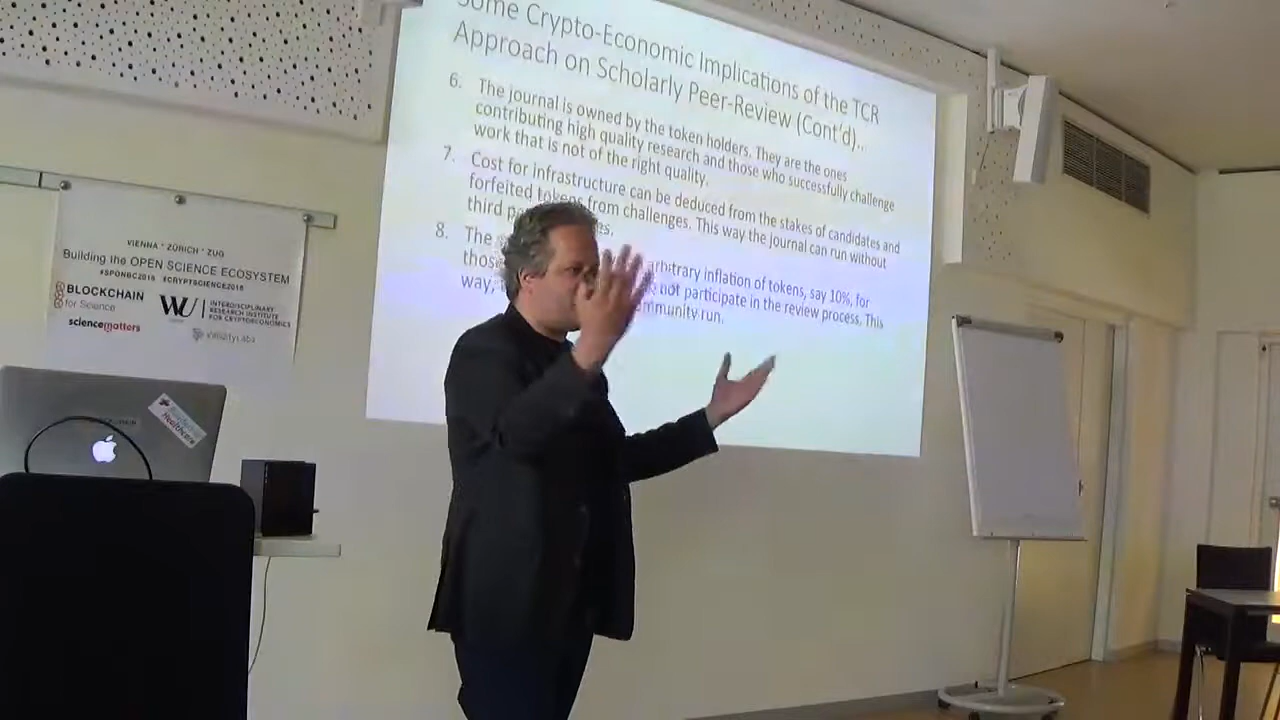 Some Crypto-Economic Implications of the TCR
Approach on Scholarly Peer-Review (Cont'd)..
6. The journal is owned by the token holders. They are the ones
contributing high quality research and those who successfully challenge
work that is not of the right quality.
7. Cost for infrastructure can be deduced from the stakes of candidates and
forfeited tokens from challenges. This way the journal can run without
third
8. The arbitrary inflation of tokens, say 10%, for
those not participate in the review process. This
way, community run.
VIENNA * ZÜRICH * ZUG
Building the OPEN SCIENCE ECOSYSTEM
#SPONBC2018 #CRYPTSCIENCE2018
BLOCKCHAIN
for Science
WU
INTERDISCIPLINARY
RESEARCH INSTITUTE
FOR CRYPTOECONOMICS
sciencematters
Healthcare